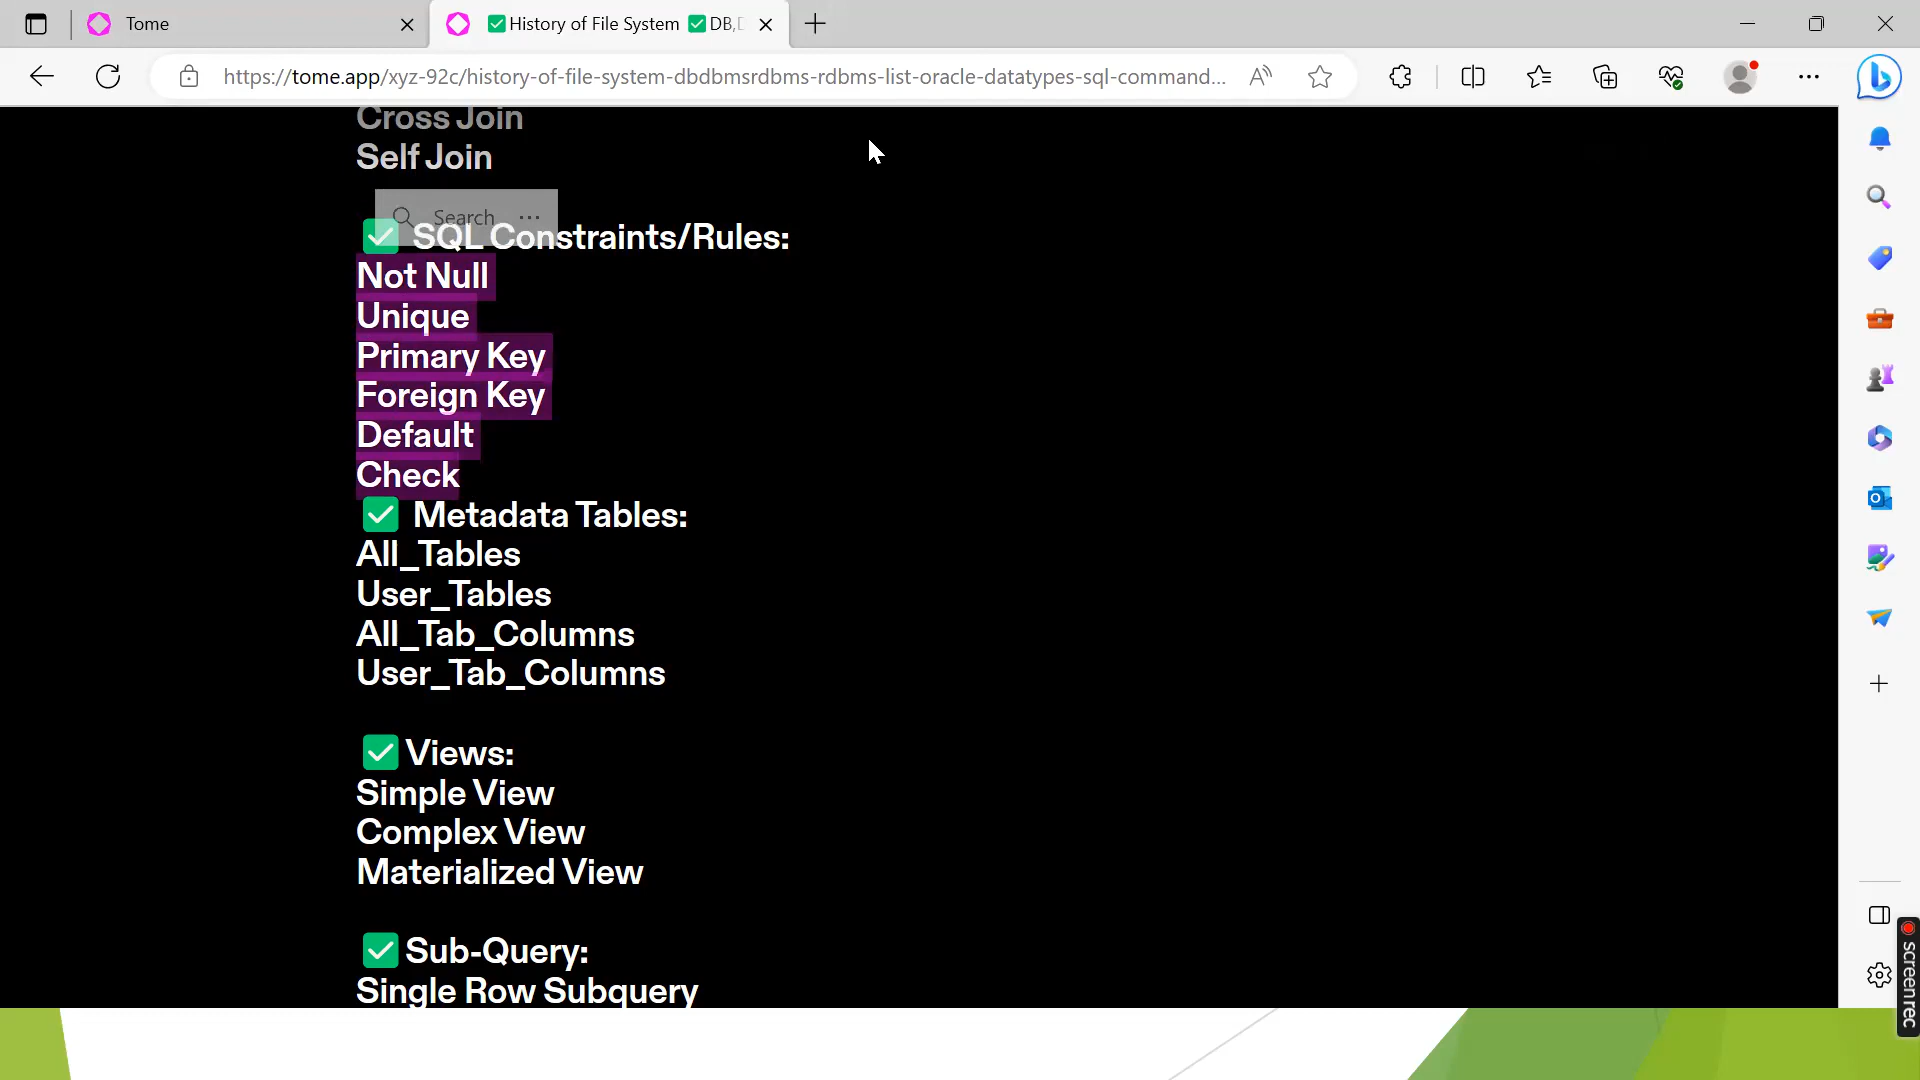 Tome
✅History of File System ✅DB,D
https://tome.app/xyz-92c/history-of-file-system-dbdbmsrdbms-rdbms-list-oracle-datatypes-sql-command...
Cross Join
Self Join
Search ...
✅ SQL Constraints/Rules:
Not Null
Unique
Primary Key
Foreign Key
Default
Check
✅ Metadata Tables:
All_Tables
User_Tables
All_Tab_Columns
User_Tab_Columns
✅Views:
Simple View
Complex View
Materialized View
✅Sub-Query:
Single Row Subquery
screenrec